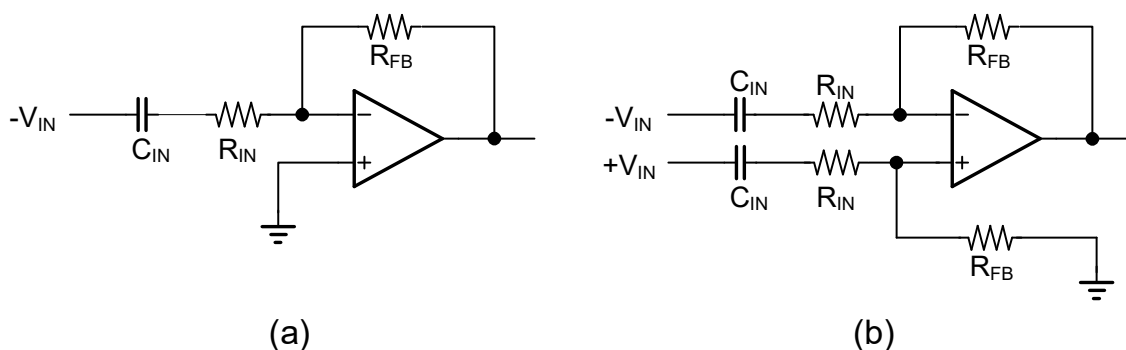 R_FB
-V_IN
C_IN
R_IN
(a)
R_FB
C_IN
R_IN
-V_IN
+V_IN
C_IN
R_IN
R_FB
(b)